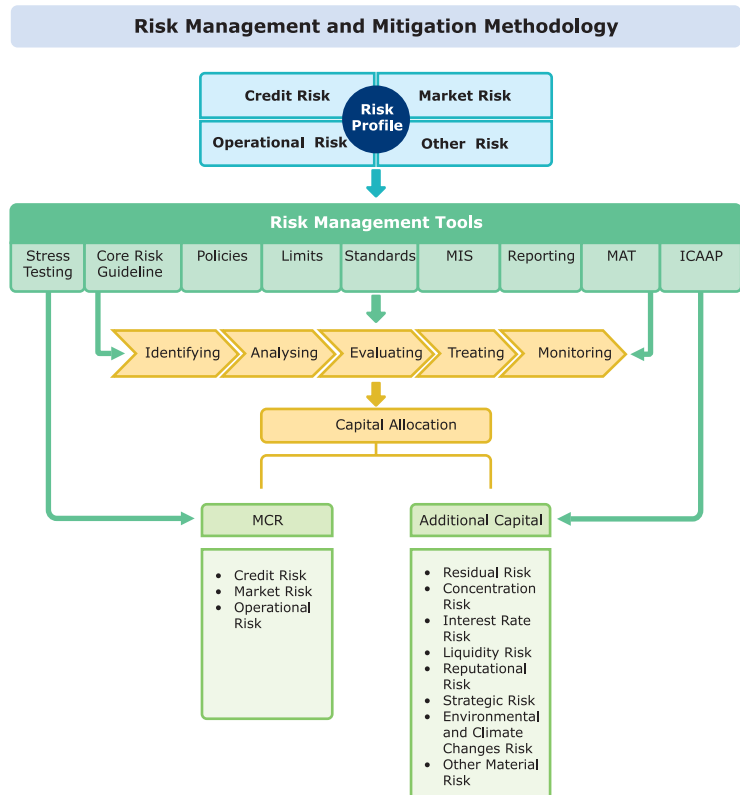 Risk Management and Mitigation Methodology
Credit Risk
Market Risk
Risk
Profile
Operational Risk
Other Risk
Risk Management Tools
Stress
Testing
Core Risk
Guideline
Policies
Limits
Standards
MIS
Reporting
MAT
ICAAP
Identifying
Analysing
Evaluating
Treating
Monitoring
Capital Allocation
MCR
Additional Capital
• Credit Risk
• Market Risk
• Operational
Risk
• Residual Risk
• Concentration
Risk
• Interest Rate
Risk
• Liquidity Risk
• Reputational
Risk
• Strategic Risk
• Environmental
and Climate
Changes Risk
• Other Material
Risk